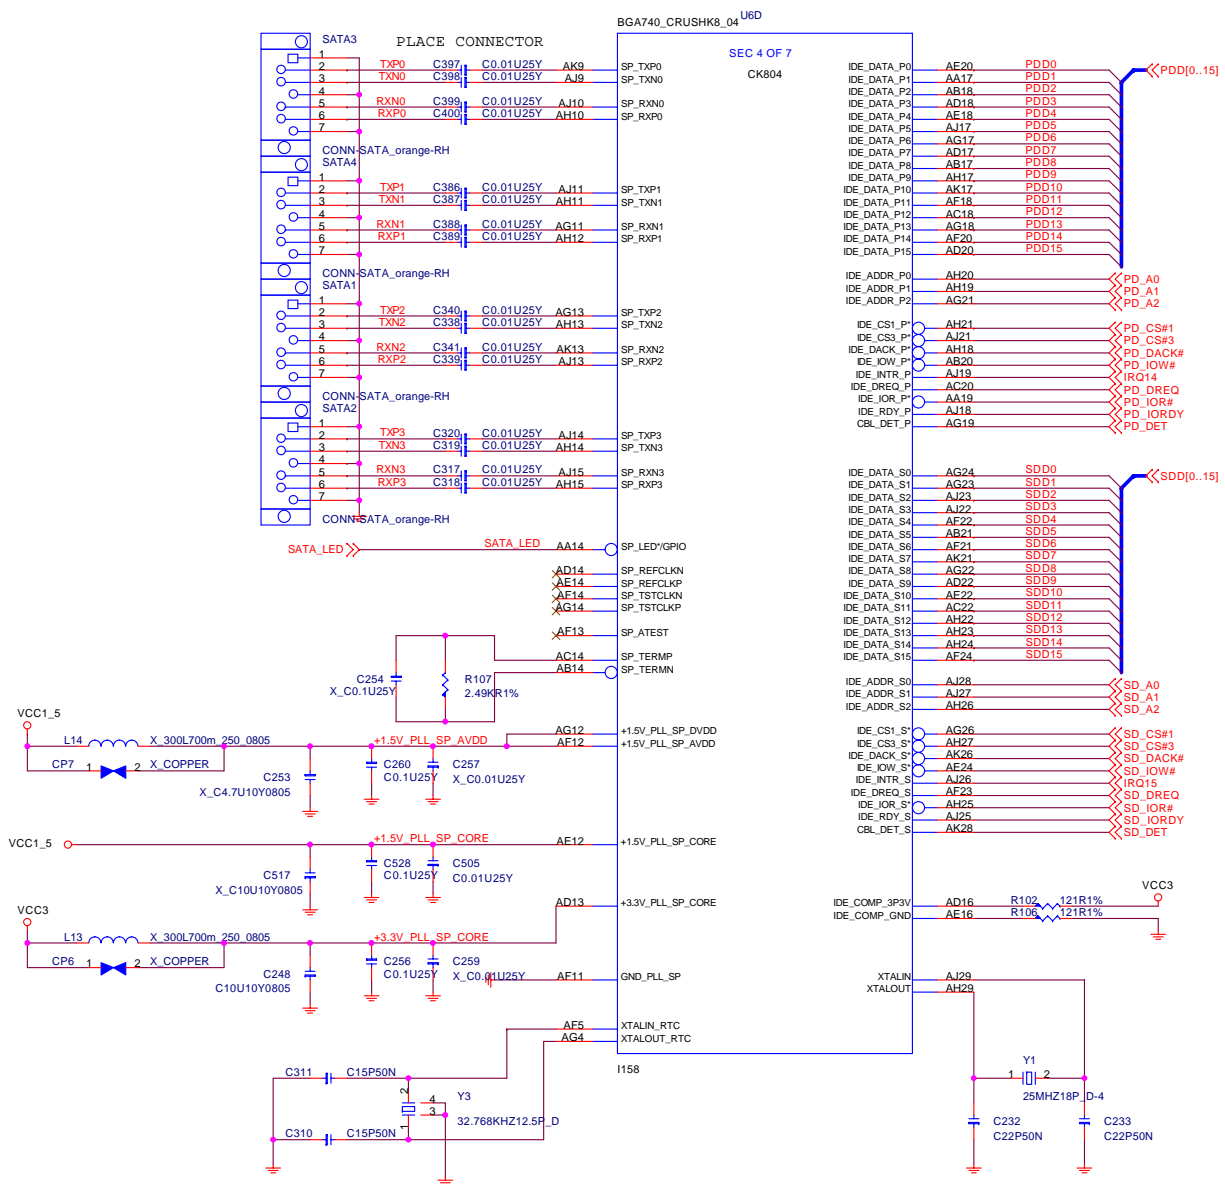 BGA740_CRUSHK8_04 U6D
SEC 4 OF 7
CK804
PLACE CONNECTOR
SATA3
1
2 TXP0 C397 C0.01U25Y AK9 SP_TXP0
3 TXN0 C398 C0.01U25Y AJ9 SP_TXN0
4
5 RXN0 C399 C0.01U25Y AJ10 SP_RXN0
6 RXP0 C400 C0.01U25Y AH10 SP_RXP0
7
CONN-SATA_orange-RH
SATA4
1
2 TXP1 C386 C0.01U25Y AJ11 SP_TXP1
3 TXN1 C387 C0.01U25Y AH11 SP_TXN1
4
5 RXN1 C388 C0.01U25Y AG11 SP_RXN1
6 RXP1 C389 C0.01U25Y AH12 SP_RXP1
7
CONN-SATA_orange-RH
SATA1
1
2 TXP2 C340 C0.01U25Y AG13 SP_TXP2
3 TXN2 C338 C0.01U25Y AH13 SP_TXN2
4
5 RXN2 C341 C0.01U25Y AK13 SP_RXN2
6 RXP2 C339 C0.01U25Y AJ13 SP_RXP2
7
CONN-SATA_orange-RH
SATA2
1
2 TXP3 C320 C0.01U25Y AJ14 SP_TXP3
3 TXN3 C319 C0.01U25Y AH14 SP_TXN3
4
5 RXN3 C317 C0.01U25Y AJ15 SP_RXN3
6 RXP3 C318 C0.01U25Y AH15 SP_RXP3
7
CONN-SATA_orange-RH
SATA_LED SATA_LED AA14 SP_LED*/GPIO
AD14 SP_REFCLKN
AE14 SP_REFCLKP
AF14 SP_TSTCLKN
AG14 SP_TSTCLKP
AF13 SP_ATEST
AC14 SP_TERMP
AB14 SP_TERMN
C254
X_C0.1U25Y
R107
2.49KR1%
VCC1_5
L14 X_300L700m_250_0805 +1.5V_PLL_SP_AVDD
AG12 +1.5V_PLL_SP_DVDD
AF12 +1.5V_PLL_SP_AVDD
CP7 1 2 X_COPPER
C253
X_C4.7U10Y0805
C260
C0.1U25Y
C257
X_C0.01U25Y
VCC1_5 +1.5V_PLL_SP_CORE AE12 +1.5V_PLL_SP_CORE
C517
X_C10U10Y0805
C528
C0.1U25Y
C505
C0.01U25Y
AD13 +3.3V_PLL_SP_CORE
VCC3
L13 X_300L700m_250_0805 +3.3V_PLL_SP_CORE
CP6 1 2 X_COPPER
C248
C10U10Y0805
C256
C0.1U25Y
C259
X_C0.01U25Y
AF11 GND_PLL_SP
AF5 XTALIN_RTC
AG4 XTALOUT_RTC
I158
C311 C15P50N
C310 C15P50N
2
1
4
3
Y3
32.768KHZ12.5P_D
IDE_DATA_P0 AE20 PDD0
IDE_DATA_P1 AA17 PDD1
IDE_DATA_P2 AB18 PDD2
IDE_DATA_P3 AD18 PDD3
IDE_DATA_P4 AE18 PDD4
IDE_DATA_P5 AJ17 PDD5
IDE_DATA_P6 AG17 PDD6
IDE_DATA_P7 AD17 PDD7
IDE_DATA_P8 AB17 PDD8
IDE_DATA_P9 AH17 PDD9
IDE_DATA_P10 AK17 PDD10
IDE_DATA_P11 AF18 PDD11
IDE_DATA_P12 AC18 PDD12
IDE_DATA_P13 AG18 PDD13
IDE_DATA_P14 AF20 PDD14
IDE_DATA_P15 AD20 PDD15
PDD[0..15]
IDE_ADDR_P0 AH20 PD_A0
IDE_ADDR_P1 AH19 PD_A1
IDE_ADDR_P2 AG21 PD_A2
IDE_CS1_P* AH21 PD_CS#1
IDE_CS3_P* AJ21 PD_CS#3
IDE_DACK_P* AH18 PD_DACK#
IDE_IOW_P* AB20 PD_IOW#
IDE_INTR_P AJ19 IRQ14
IDE_DREQ_P AC20 PD_DREQ
IDE_IOR_P* AA19 PD_IOR#
IDE_RDY_P AJ18 PD_IORDY
CBL_DET_P AG19 PD_DET
IDE_DATA_S0 AG24 SDD0
IDE_DATA_S1 AG23 SDD1
IDE_DATA_S2 AJ23 SDD2
IDE_DATA_S3 AJ22 SDD3
IDE_DATA_S4 AF22 SDD4
IDE_DATA_S5 AB21 SDD5
IDE_DATA_S6 AF21 SDD6
IDE_DATA_S7 AK21 SDD7
IDE_DATA_S8 AG22 SDD8
IDE_DATA_S9 AD22 SDD9
IDE_DATA_S10 AE22 SDD10
IDE_DATA_S11 AC22 SDD11
IDE_DATA_S12 AH22 SDD12
IDE_DATA_S13 AH23 SDD13
IDE_DATA_S14 AH24 SDD14
IDE_DATA_S15 AF24 SDD15
SDD[0..15]
IDE_ADDR_S0 AJ28 SD_A0
IDE_ADDR_S1 AJ27 SD_A1
IDE_ADDR_S2 AH26 SD_A2
IDE_CS1_S* AG26 SD_CS#1
IDE_CS3_S* AH27 SD_CS#3
IDE_DACK_S* AK26 SD_DACK#
IDE_IOW_S* AE24 SD_IOW#
IDE_INTR_S AJ26 IRQ15
IDE_DREQ_S AF23 SD_DREQ
IDE_IOR_S* AH25 SD_IOR#
IDE_RDY_S AJ25 SD_IORDY
CBL_DET_S AK28 SD_DET
VCC3
IDE_COMP_3P3V AD16 R102 121R1%
IDE_COMP_GND AE16 R106 121R1%
XTALIN AJ29
XTALOUT AH29
Y1
1 2
25MHZ18P_D-4
C232
C22P50N
C233
C22P50N